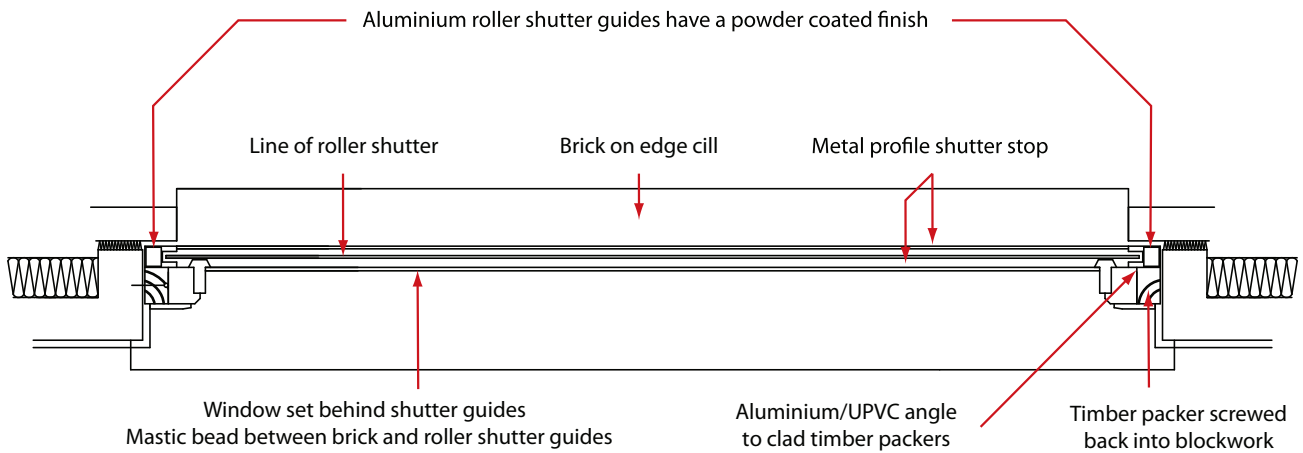 Aluminium roller shutter guides have a powder coated finish
Line of roller shutter
Brick on edge cill
Metal profile shutter stop
Window set behind shutter guides
Mastic bead between brick and roller shutter guides
Aluminium/UPVC angle
to clad timber packers
Timber packer screwed
back into blockwork